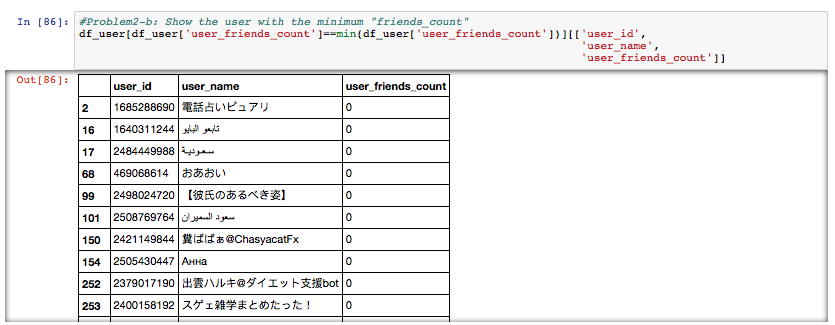 In [86]: #Problem2-b: Show the user with the minimum "friends_count"
df_user[df_user['user_friends_count']==min(df_user['user_friends_count'])][['user_id',
'user_name',
'user_friends_count']]
Out[86]:
user_id user_name user_friends_count
2 1685288690 電話占いピュアリ 0
16 1640311244 تابعو البايو 0
17 2484449988 سـعـوديـة 0
68 469068614 おあおい 0
99 2498024720 【彼氏のあるべき姿】 0
101 2508769764 سعود السميران 0
150 2421149844 糞ぱぱぁ@ChasyacatFx 0
154 2505430447 Анна 0
252 2379017190 出雲ハルキ@ダイエット支援bot 0
253 2400158192 スゲェ雑学まとめたった！ 0